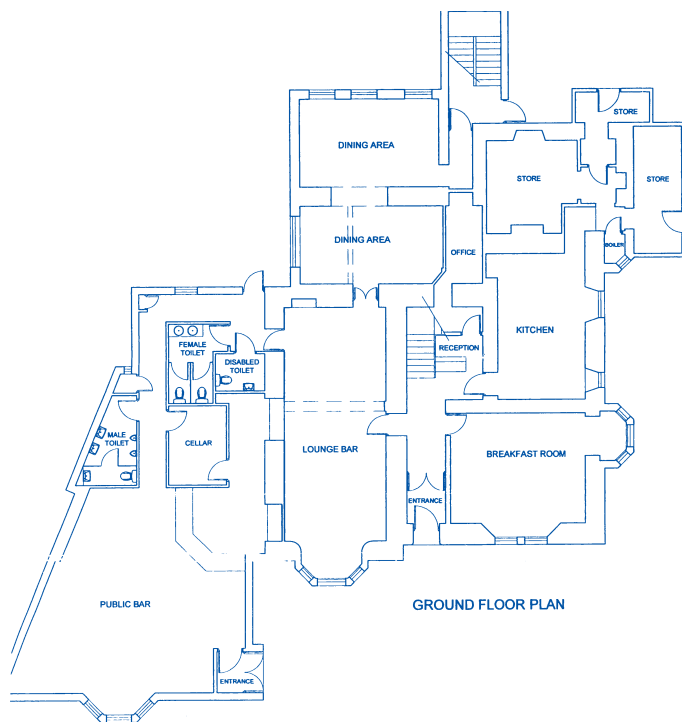 STORE
DINING AREA
STORE
STORE
DINING AREA
OFFICE
BOILER
KITCHEN
FEMALE
TOILET
RECEPTION
DISABLED
TOILET
MALE
TOILET
CELLAR
LOUNGE BAR
BREAKFAST ROOM
ENTRANCE
PUBLIC BAR
GROUND FLOOR PLAN
ENTRANCE